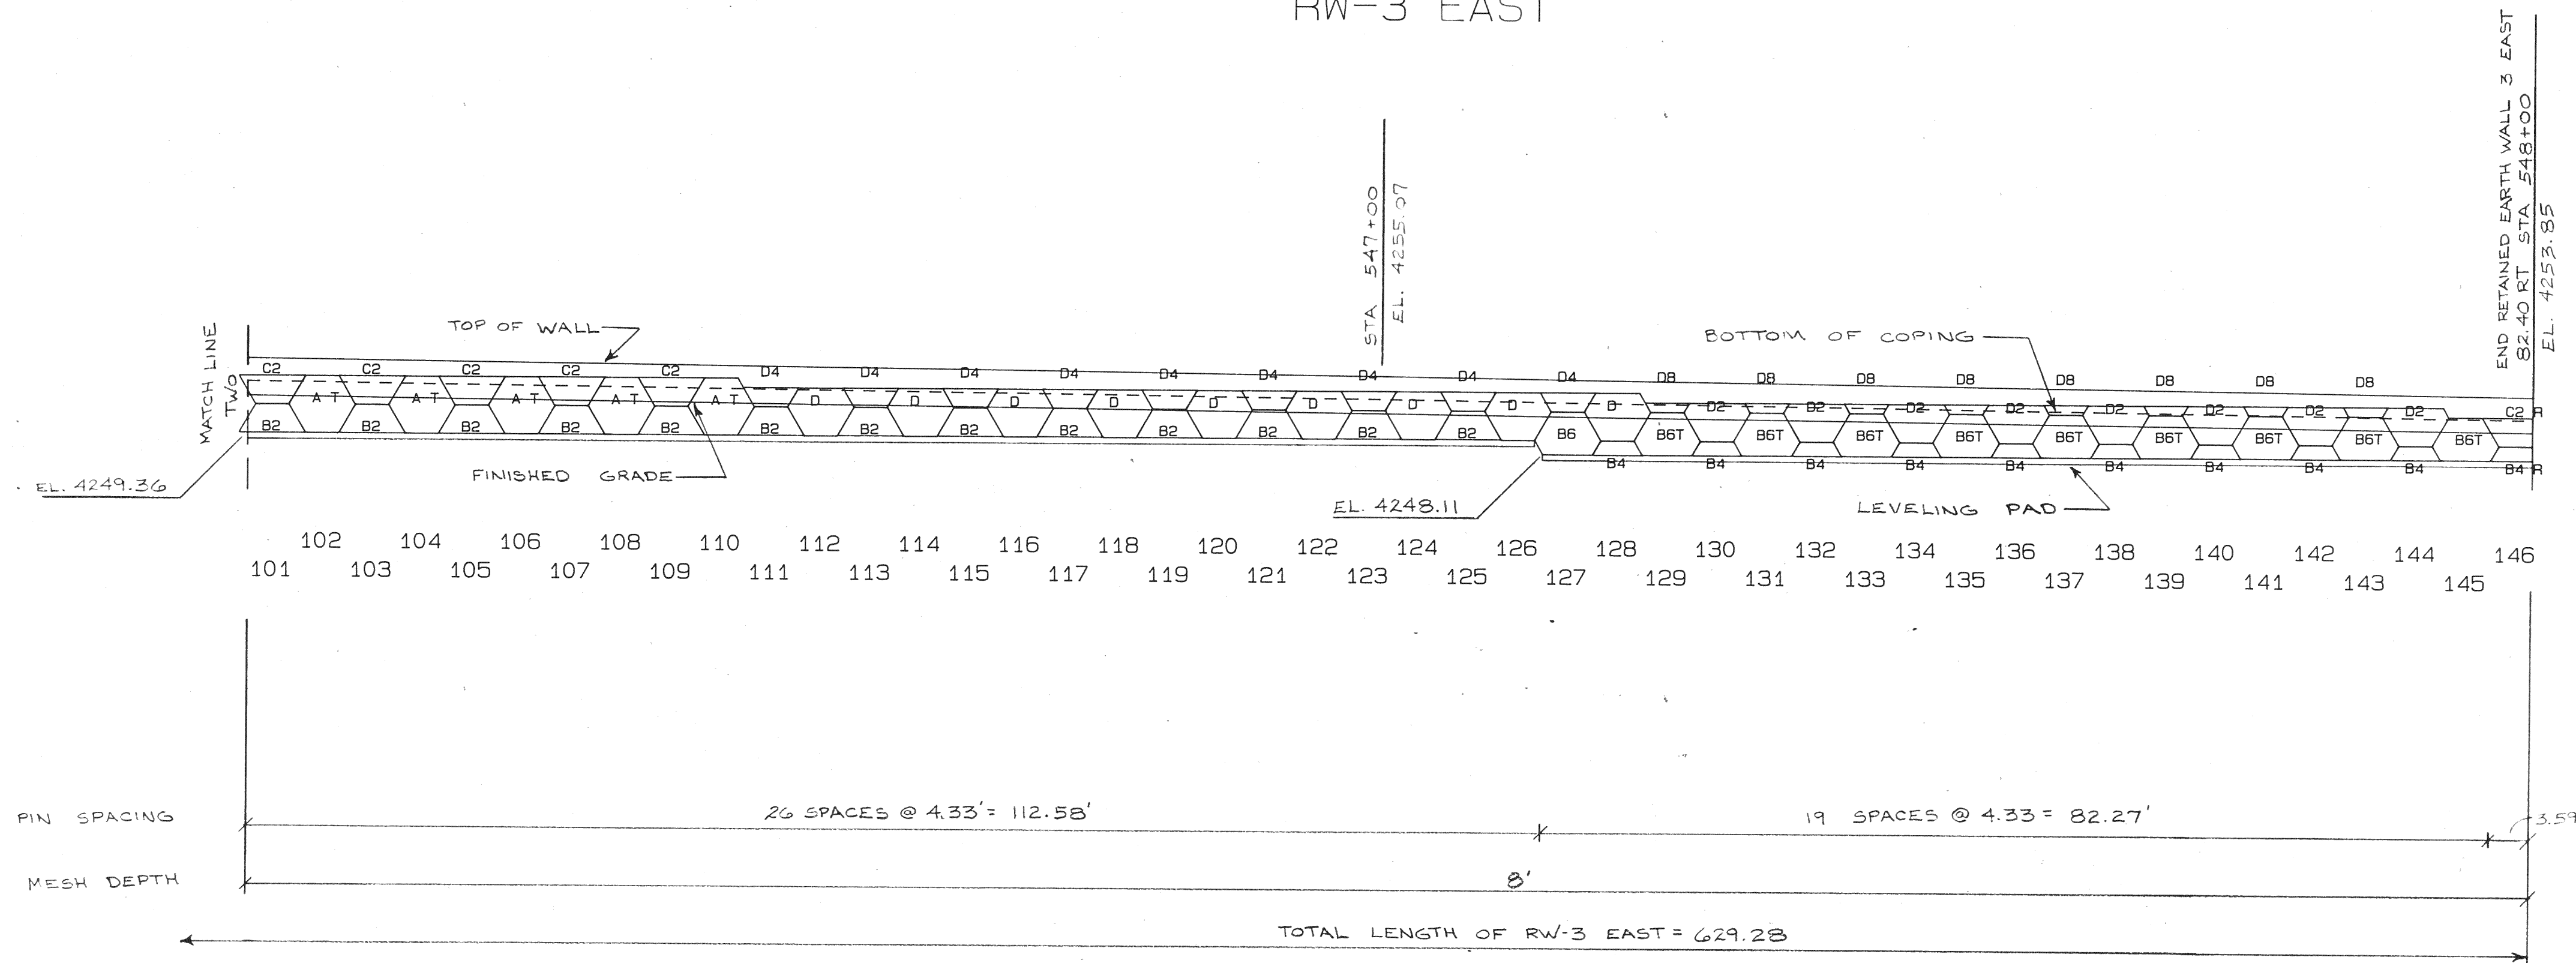 RW-3 EAST
END RETAINED EARTH WALL 3 EAST
82.40 RT STA 548+00
EL. 4253.85
STA 547+00
EL. 4255.07
MATCH LINE
TWO
TOP OF WALL
BOTTOM OF COPING
C2 C2 C2 C2 C2 D4 D4 D4 D4 D4 D4 D4 D4 D4 D8 D8 D8 D8 D8 D8 D8 D8
A T A T A T A T A T D D D D D D D D D2 D2 D2 D2 D2 D2 D2 D2 C2 R
B2 B2 B2 B2 B2 B2 B2 B2 B2 B2 B2 B2 B2 B6 B6T B6T B6T B6T B6T B6T B6T B6T B6T
B4 B4 B4 B4 B4 B4 B4 B4 B4 B4 R
FINISHED GRADE
EL. 4249.36
EL. 4248.11
LEVELING PAD
102 104 106 108 110 112 114 116 118 120 122 124 126 128 130 132 134 136 138 140 142 144 146
101 103 105 107 109 111 113 115 117 119 121 123 125 127 129 131 133 135 137 139 141 143 145
PIN SPACING
26 SPACES @ 4.33' = 112.58'
19 SPACES @ 4.33 = 82.27'
3.59
MESH DEPTH
8'
TOTAL LENGTH OF RW-3 EAST = 629.28